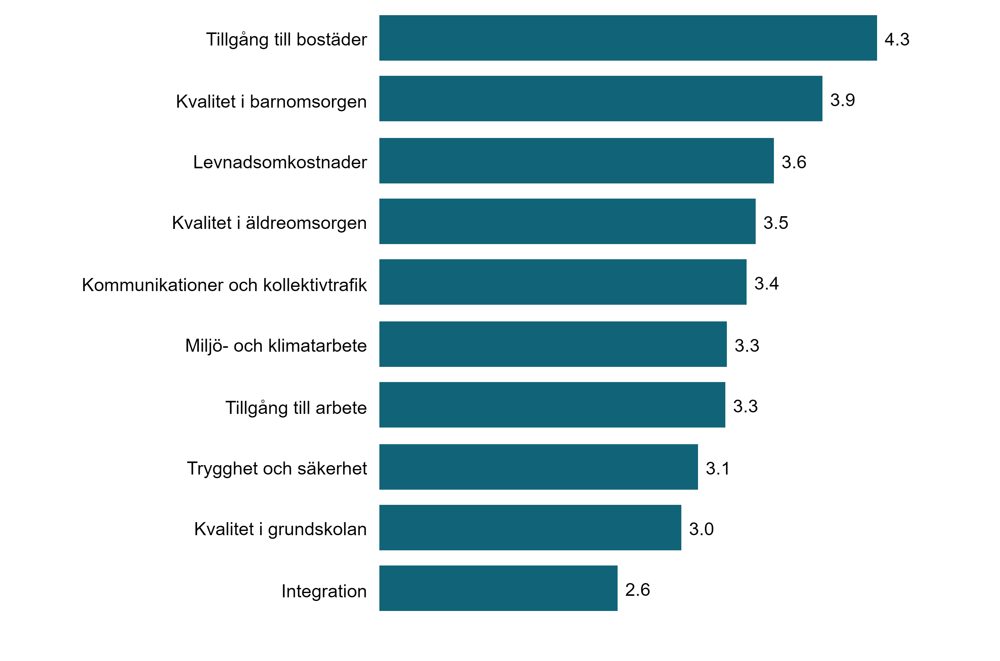 Tillgång till bostäder 4.3
Kvalitet i barnomsorgen 3.9
Levnadsomkostnader 3.6
Kvalitet i äldreomsorgen 3.5
Kommunikationer och kollektivtrafik 3.4
Miljö- och klimatarbete 3.3
Tillgång till arbete 3.3
Trygghet och säkerhet 3.1
Kvalitet i grundskolan 3.0
Integration 2.6